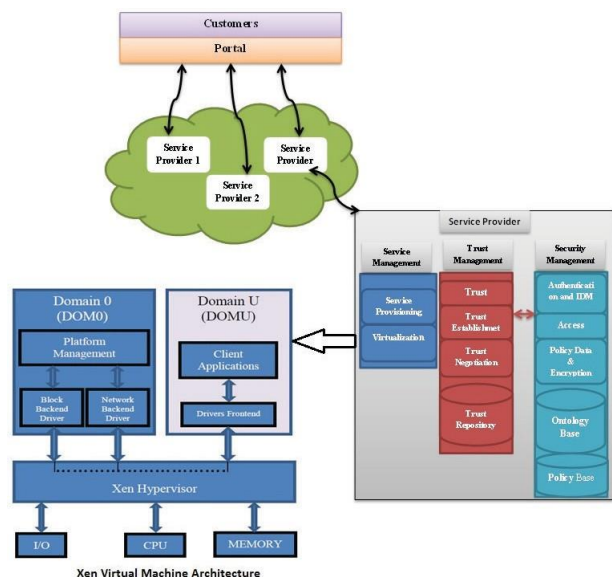 Customers
Portal
Service
Provider 1
Service
Provider
Service
Provider 2
Service Provider
Service
Management
Trust
Management
Security
Management
Service
Provisioning
Virtualization
Trust
Trust
Establishmet
Trust
Negotiation
Trust
Repository
Authenticati
on and IDM
Access
Policy Data
&
Encryption
Ontology
Base
Policy Base
Domain 0
(DOM0)
Platform
Management
Block
Backend
Driver
Network
Backend
Driver
Domain U
(DOMU)
Client
Applications
Drivers Frontend
Xen Hypervisor
I/O
CPU
MEMORY
Xen Virtual Machine Architecture